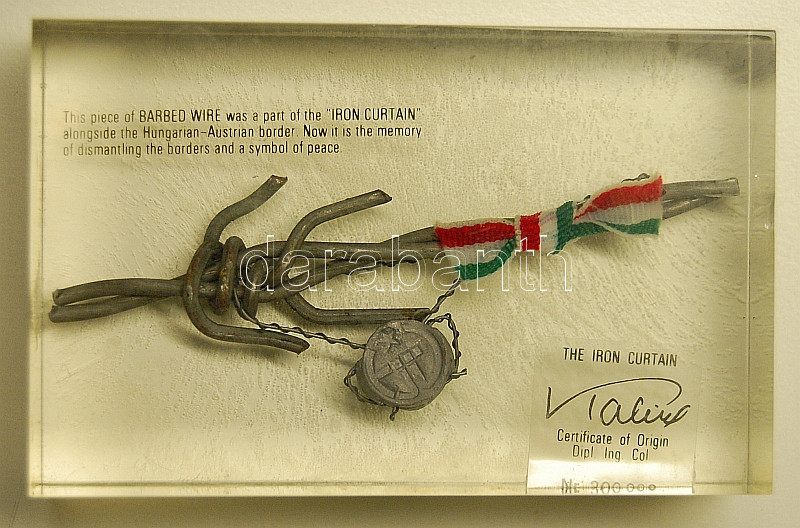 This piece of BARBED WIRE was a part of the "IRON CURTAIN"
alongside the Hungarian-Austrian border. Now it is the memory
of dismantling the borders and a symbol of peace.
darabanth
THE IRON CURTAIN
Certificate of Origin
Dipl Ing Col